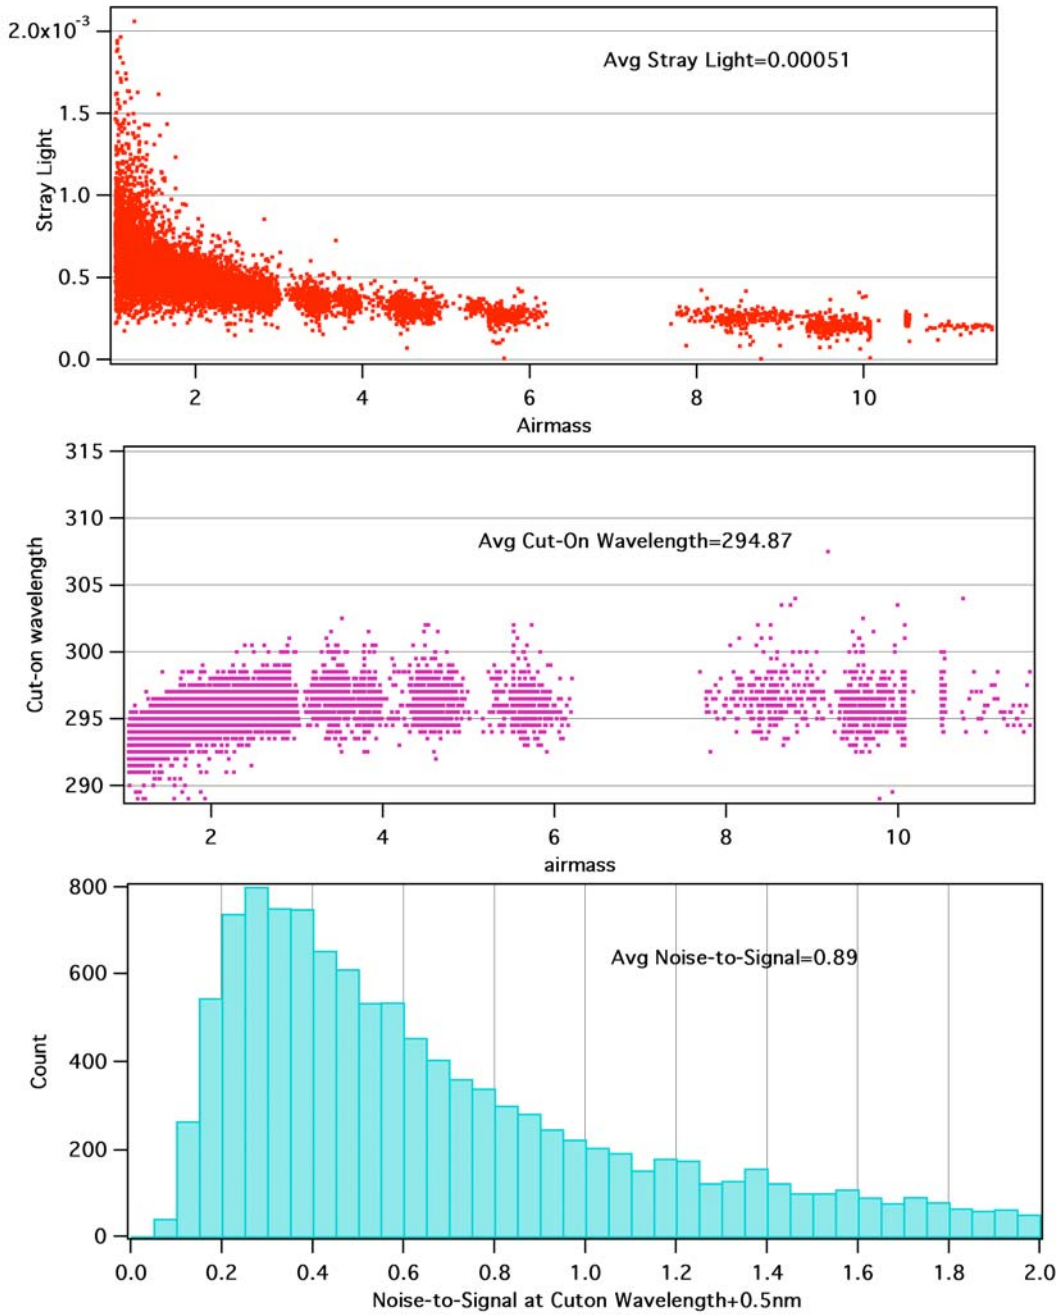 2.0x10-3
Avg Stray Light=0.00051
1.5
Stray Light
1.0
0.5
0.0
2 4 6 8 10
Airmass
315
310
Avg Cut-On Wavelength=294.87
305
Cut-on wavelength
300
295
290
2 4 6 8 10
airmass
800
Avg Noise-to-Signal=0.89
600
Count
400
200
0
0.0 0.2 0.4 0.6 0.8 1.0 1.2 1.4 1.6 1.8 2.0
Noise-to-Signal at Cuton Wavelength+0.5nm